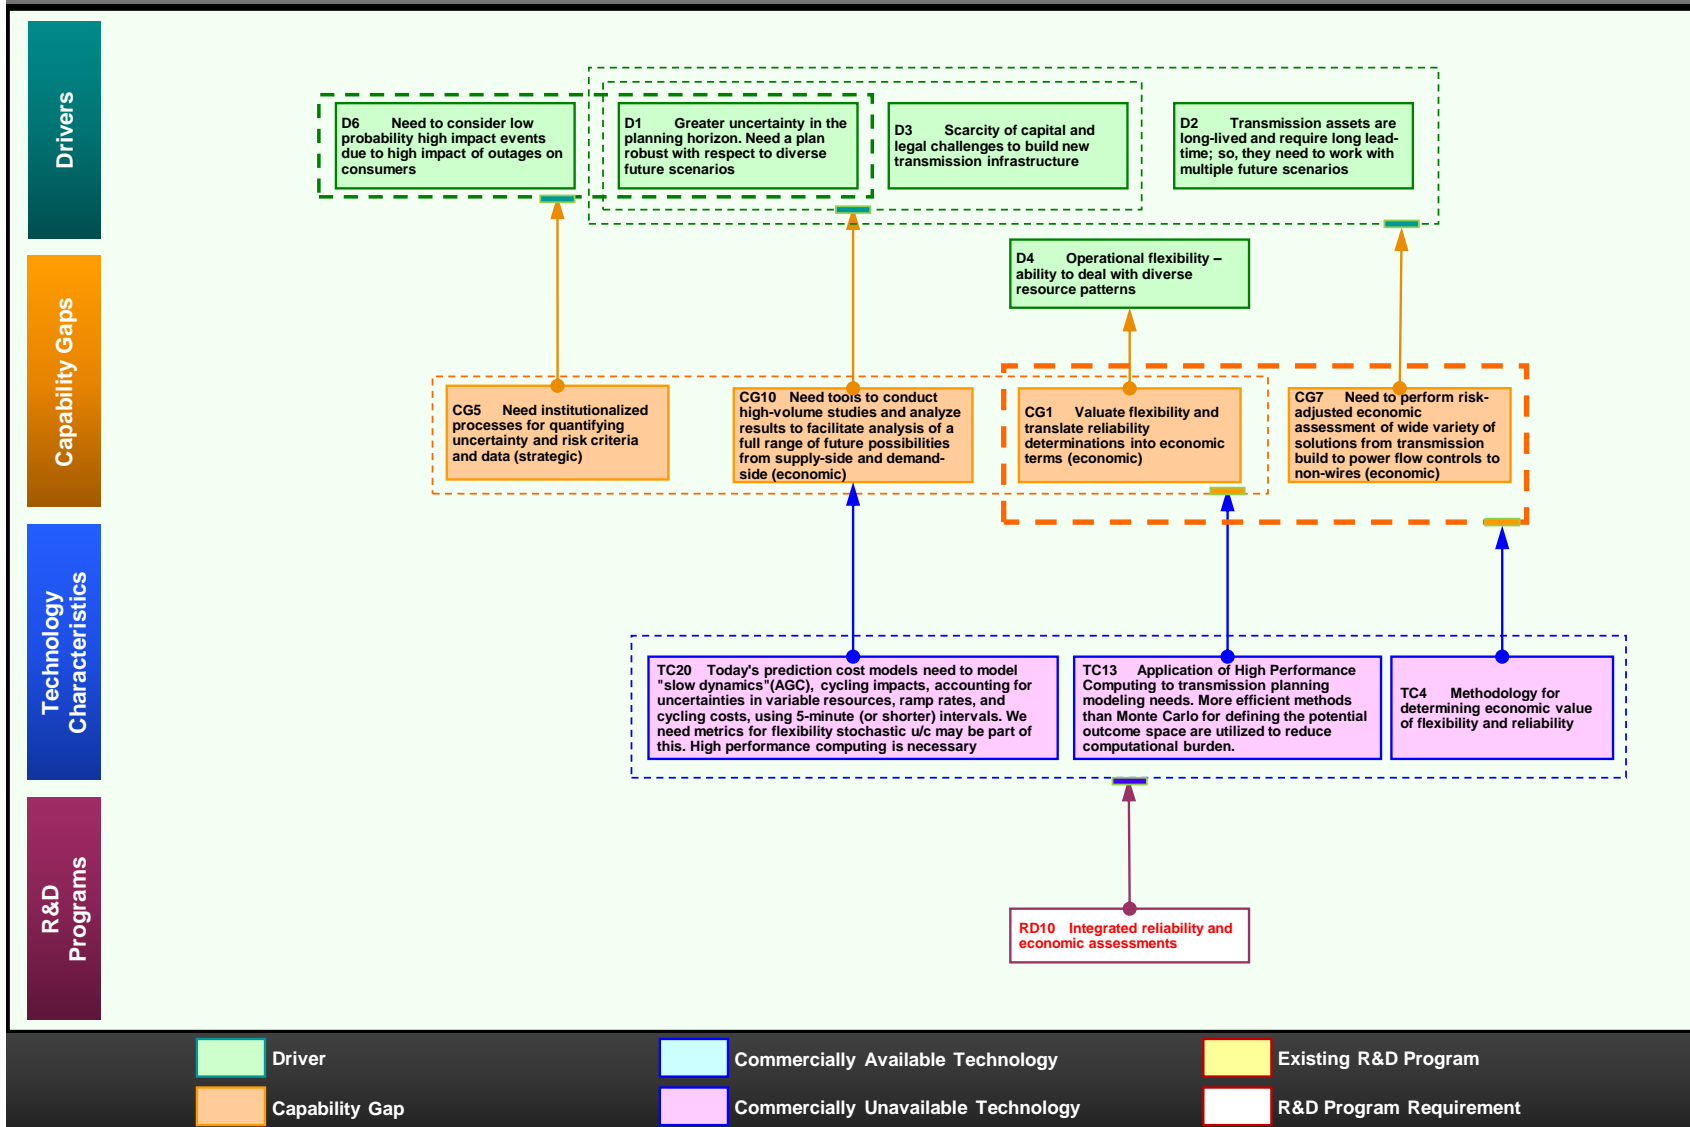 Drivers
D6 Need to consider low
probability high impact events
due to high impact of outages on
consumers
D1 Greater uncertainty in the
planning horizon. Need a plan
robust with respect to diverse
future scenarios
D3 Scarcity of capital and
legal challenges to build new
transmission infrastructure
D2 Transmission assets are
long-lived and require long lead-
time; so, they need to work with
multiple future scenarios
D4 Operational flexibility –
ability to deal with diverse
resource patterns
Capability Gaps
CG5 Need institutionalized
processes for quantifying
uncertainty and risk criteria
and data (strategic)
CG10 Need tools to conduct
high-volume studies and analyze
results to facilitate analysis of a
full range of future possibilities
from supply-side and demand-
side (economic)
CG1 Valuate flexibility and
translate reliability
determinations into economic
terms (economic)
CG7 Need to perform risk-
adjusted economic
assessment of wide variety of
solutions from transmission
build to power flow controls to
non-wires (economic)
Technology
Characteristics
TC20 Today's prediction cost models need to model
"slow dynamics"(AGC), cycling impacts, accounting for
uncertainties in variable resources, ramp rates, and
cycling costs, using 5-minute (or shorter) intervals. We
need metrics for flexibility stochastic u/c may be part of
this. High performance computing is necessary
TC13 Application of High Performance
Computing to transmission planning
modeling needs. More efficient methods
than Monte Carlo for defining the potential
outcome space are utilized to reduce
computational burden.
TC4 Methodology for
determining economic value
of flexibility and reliability
R&D
Programs
RD10 Integrated reliability and
economic assessments
Driver
Commercially Available Technology
Existing R&D Program
Capability Gap
Commercially Unavailable Technology
R&D Program Requirement